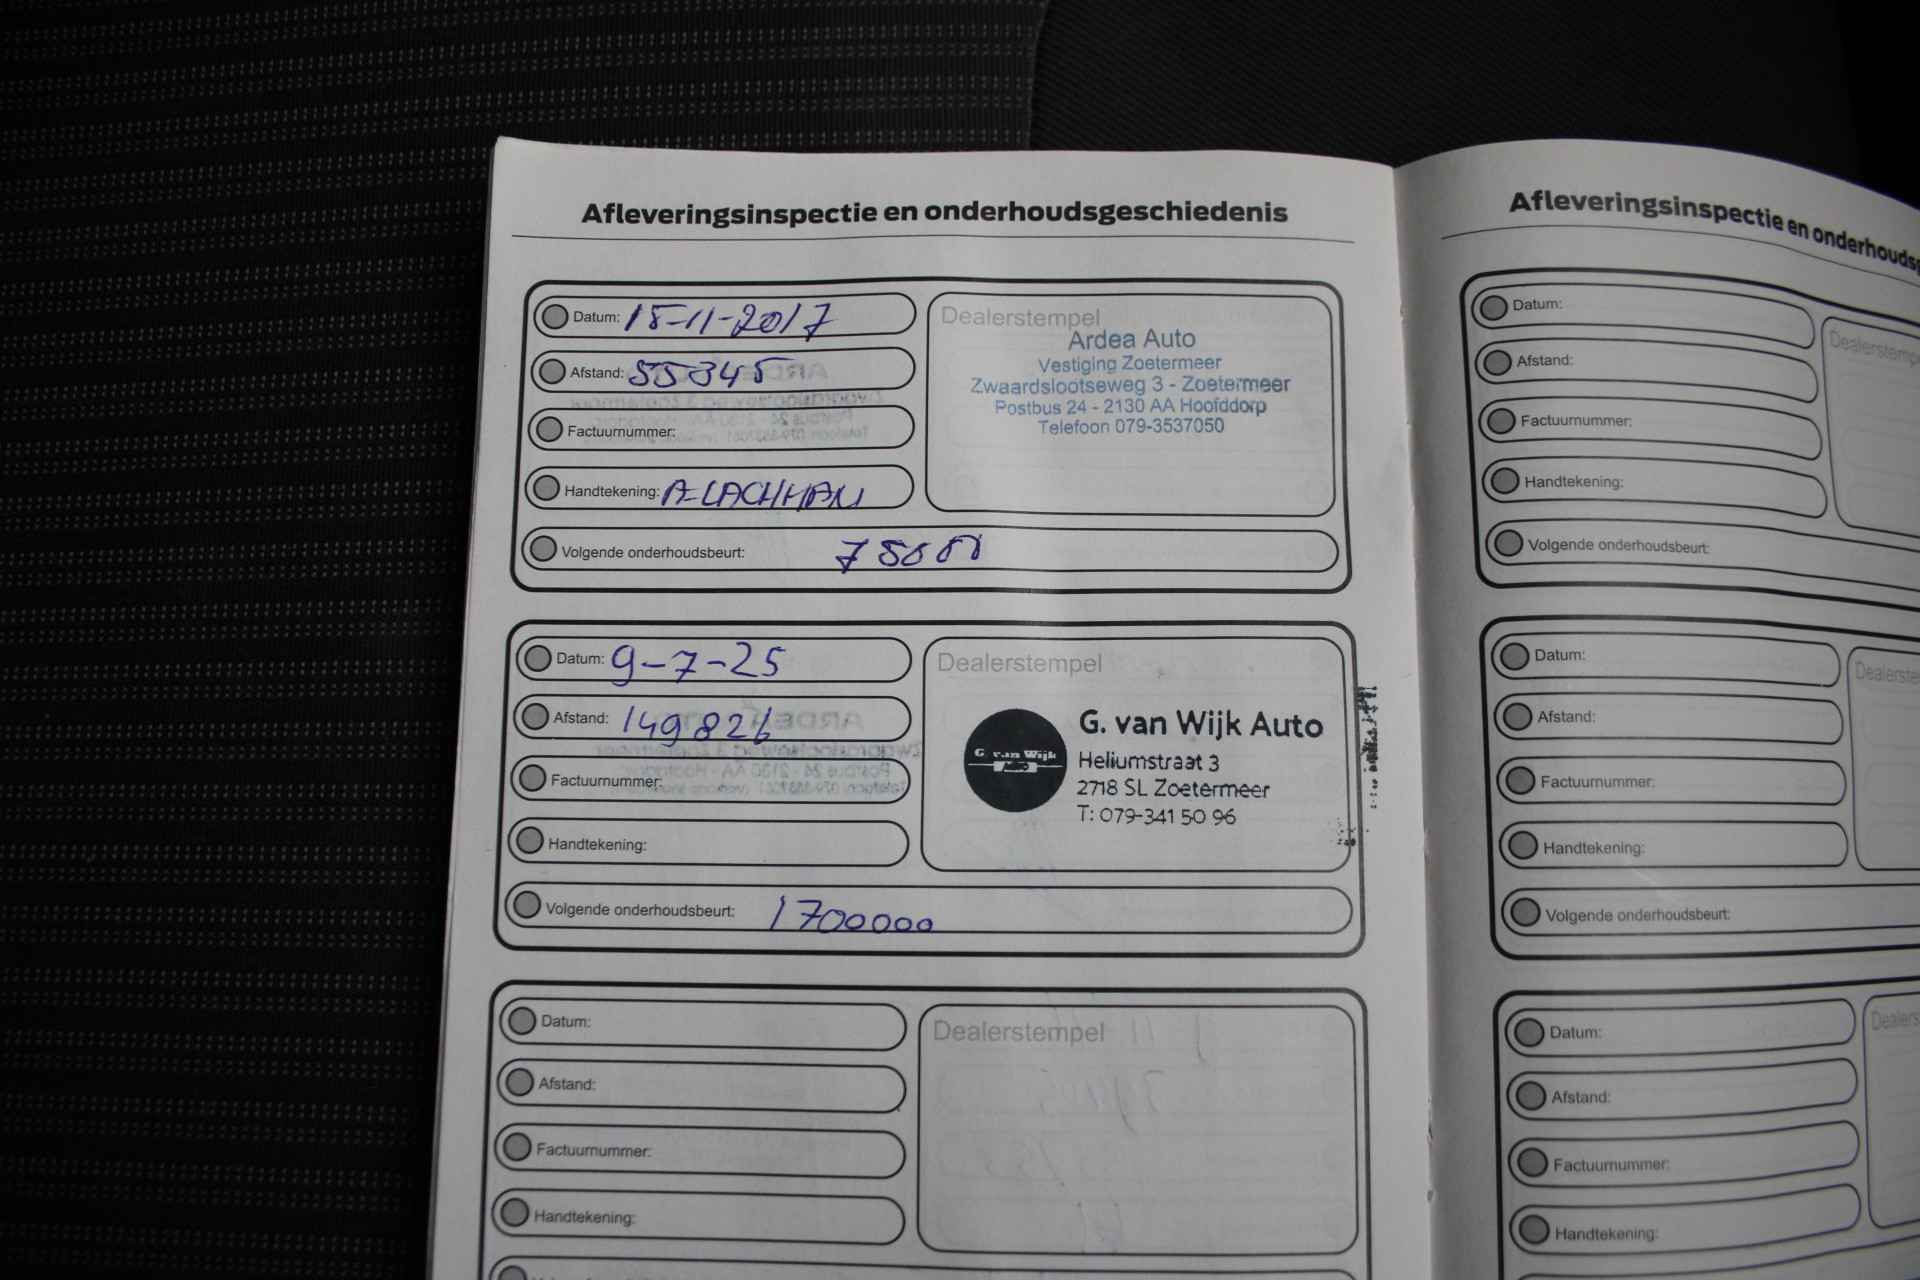 Afleveringsinspectie en onderhoudsgeschiedenis
Datum: 15-11-2017
Afstand: 55345
Factuurnummer:
Handtekening: A-LACHMAN
Volgende onderhoudsbeurt:
Dealerstempel
Ardea Auto
Vestiging Zoetermeer
Zwaardslootseweg 3 - Zoetermeer
Postbus 24 - 2130 AA Hoofddorp
Telefoon 079-3537050
Datum: 9-7-25
Afstand: 149826
Factuurnummer:
Handtekening:
Volgende onderhoudsbeurt: 1700000
Dealerstempel
G. van Wijk
AUTO
G. van Wijk Auto
Heliumstraat 3
2718 SL Zoetermeer
T: 079-341 50 96
Datum:
Afstand:
Factuurnummer:
Handtekening:
Dealerstempel
Afleveringsinspectie en
Datum:
Afstand:
Factuurnummer:
Handtekening:
Volgende onderhoudsbeurt:
Datum:
Afstand:
Factuurnummer:
Handtekening:
Volgende onderhoudsbeurt:
Datum:
Afstand:
Factuurnummer:
Handtekening: